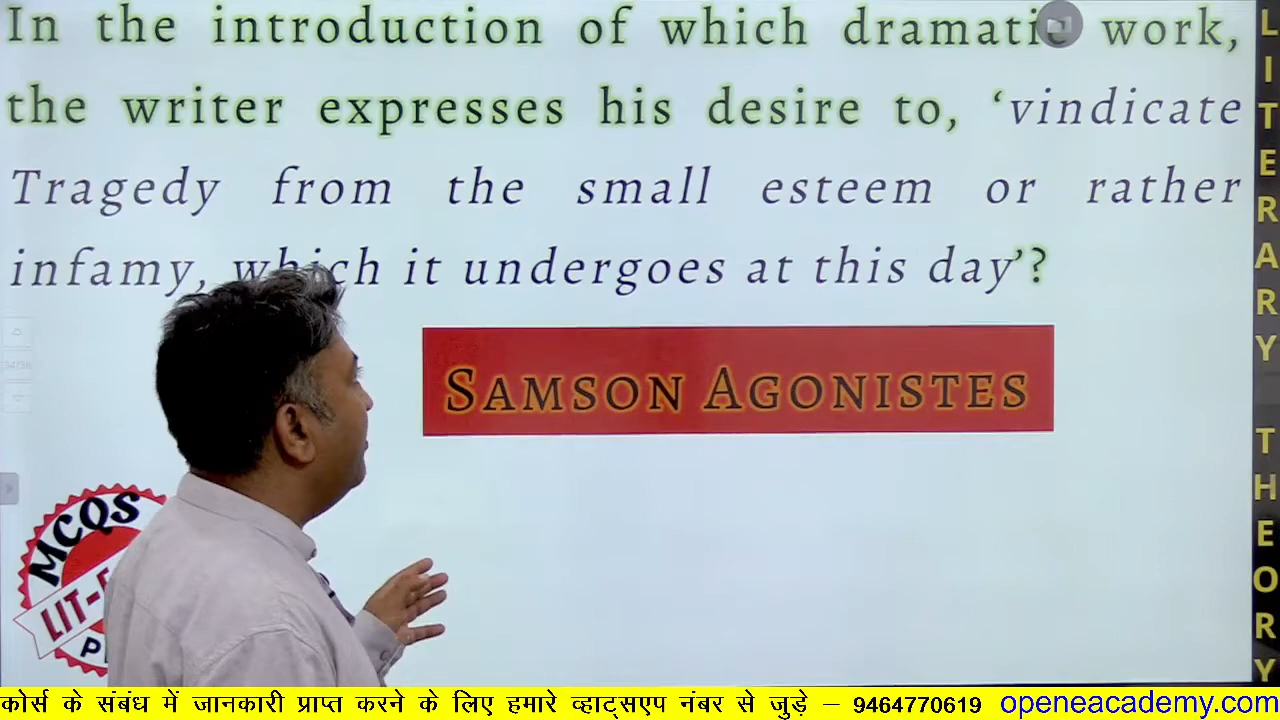 In the introduction of which dramatic work,
the writer expresses his desire to, ‘vindicate
Tragedy from the small esteem or rather
infamy, which it undergoes at this day’?
SAMSON AGONISTES
MCQS
LITERARY THEORY
कोर्स के संबंध में जानकारी प्राप्त करने के लिए हमारे व्हाट्सएप नंबर से जुड़े – 9464770619 openeacademy.com